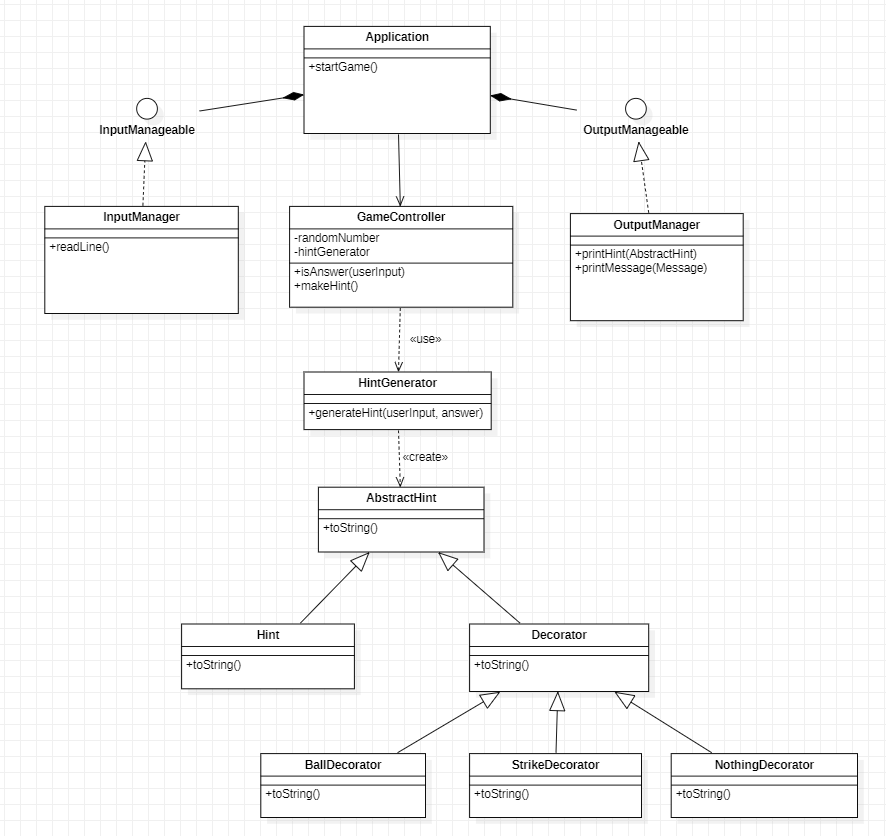 Application
+startGame()
InputManageable
OutputManageable
InputManager
+readLine()
GameController
-randomNumber
-hintGenerator
+isAnswer(userInput)
+makeHint()
OutputManager
+printHint(AbstractHint)
+printMessage(Message)
«use»
HintGenerator
+generateHint(userInput, answer)
«create»
AbstractHint
+toString()
Hint
+toString()
Decorator
+toString()
BallDecorator
+toString()
StrikeDecorator
+toString()
NothingDecorator
+toString()